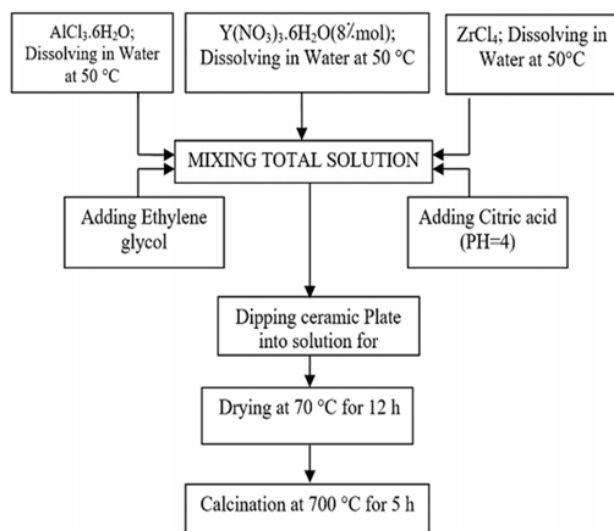 AlCl₃.6H₂O;
Dissolving in Water
at 50 °C
Y(NO₃)₃.6H₂O(8٪mol);
Dissolving in Water at 50 °C
ZrCl₄; Dissolving in
Water at 50°C
MIXING TOTAL SOLUTION
Adding Ethylene
glycol
Adding Citric acid
(PH=4)
Dipping ceramic Plate
into solution for
Drying at 70 °C for 12 h
Calcination at 700 °C for 5 h